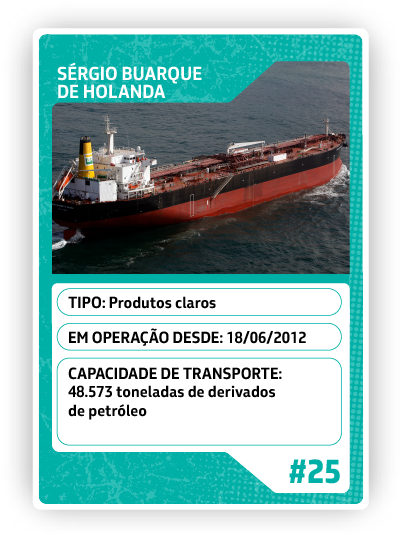 SÉRGIO BUARQUE
DE HOLANDA
TIPO: Produtos claros
EM OPERAÇÃO DESDE: 18/06/2012
CAPACIDADE DE TRANSPORTE:
48.573 toneladas de derivados
de petróleo
#25